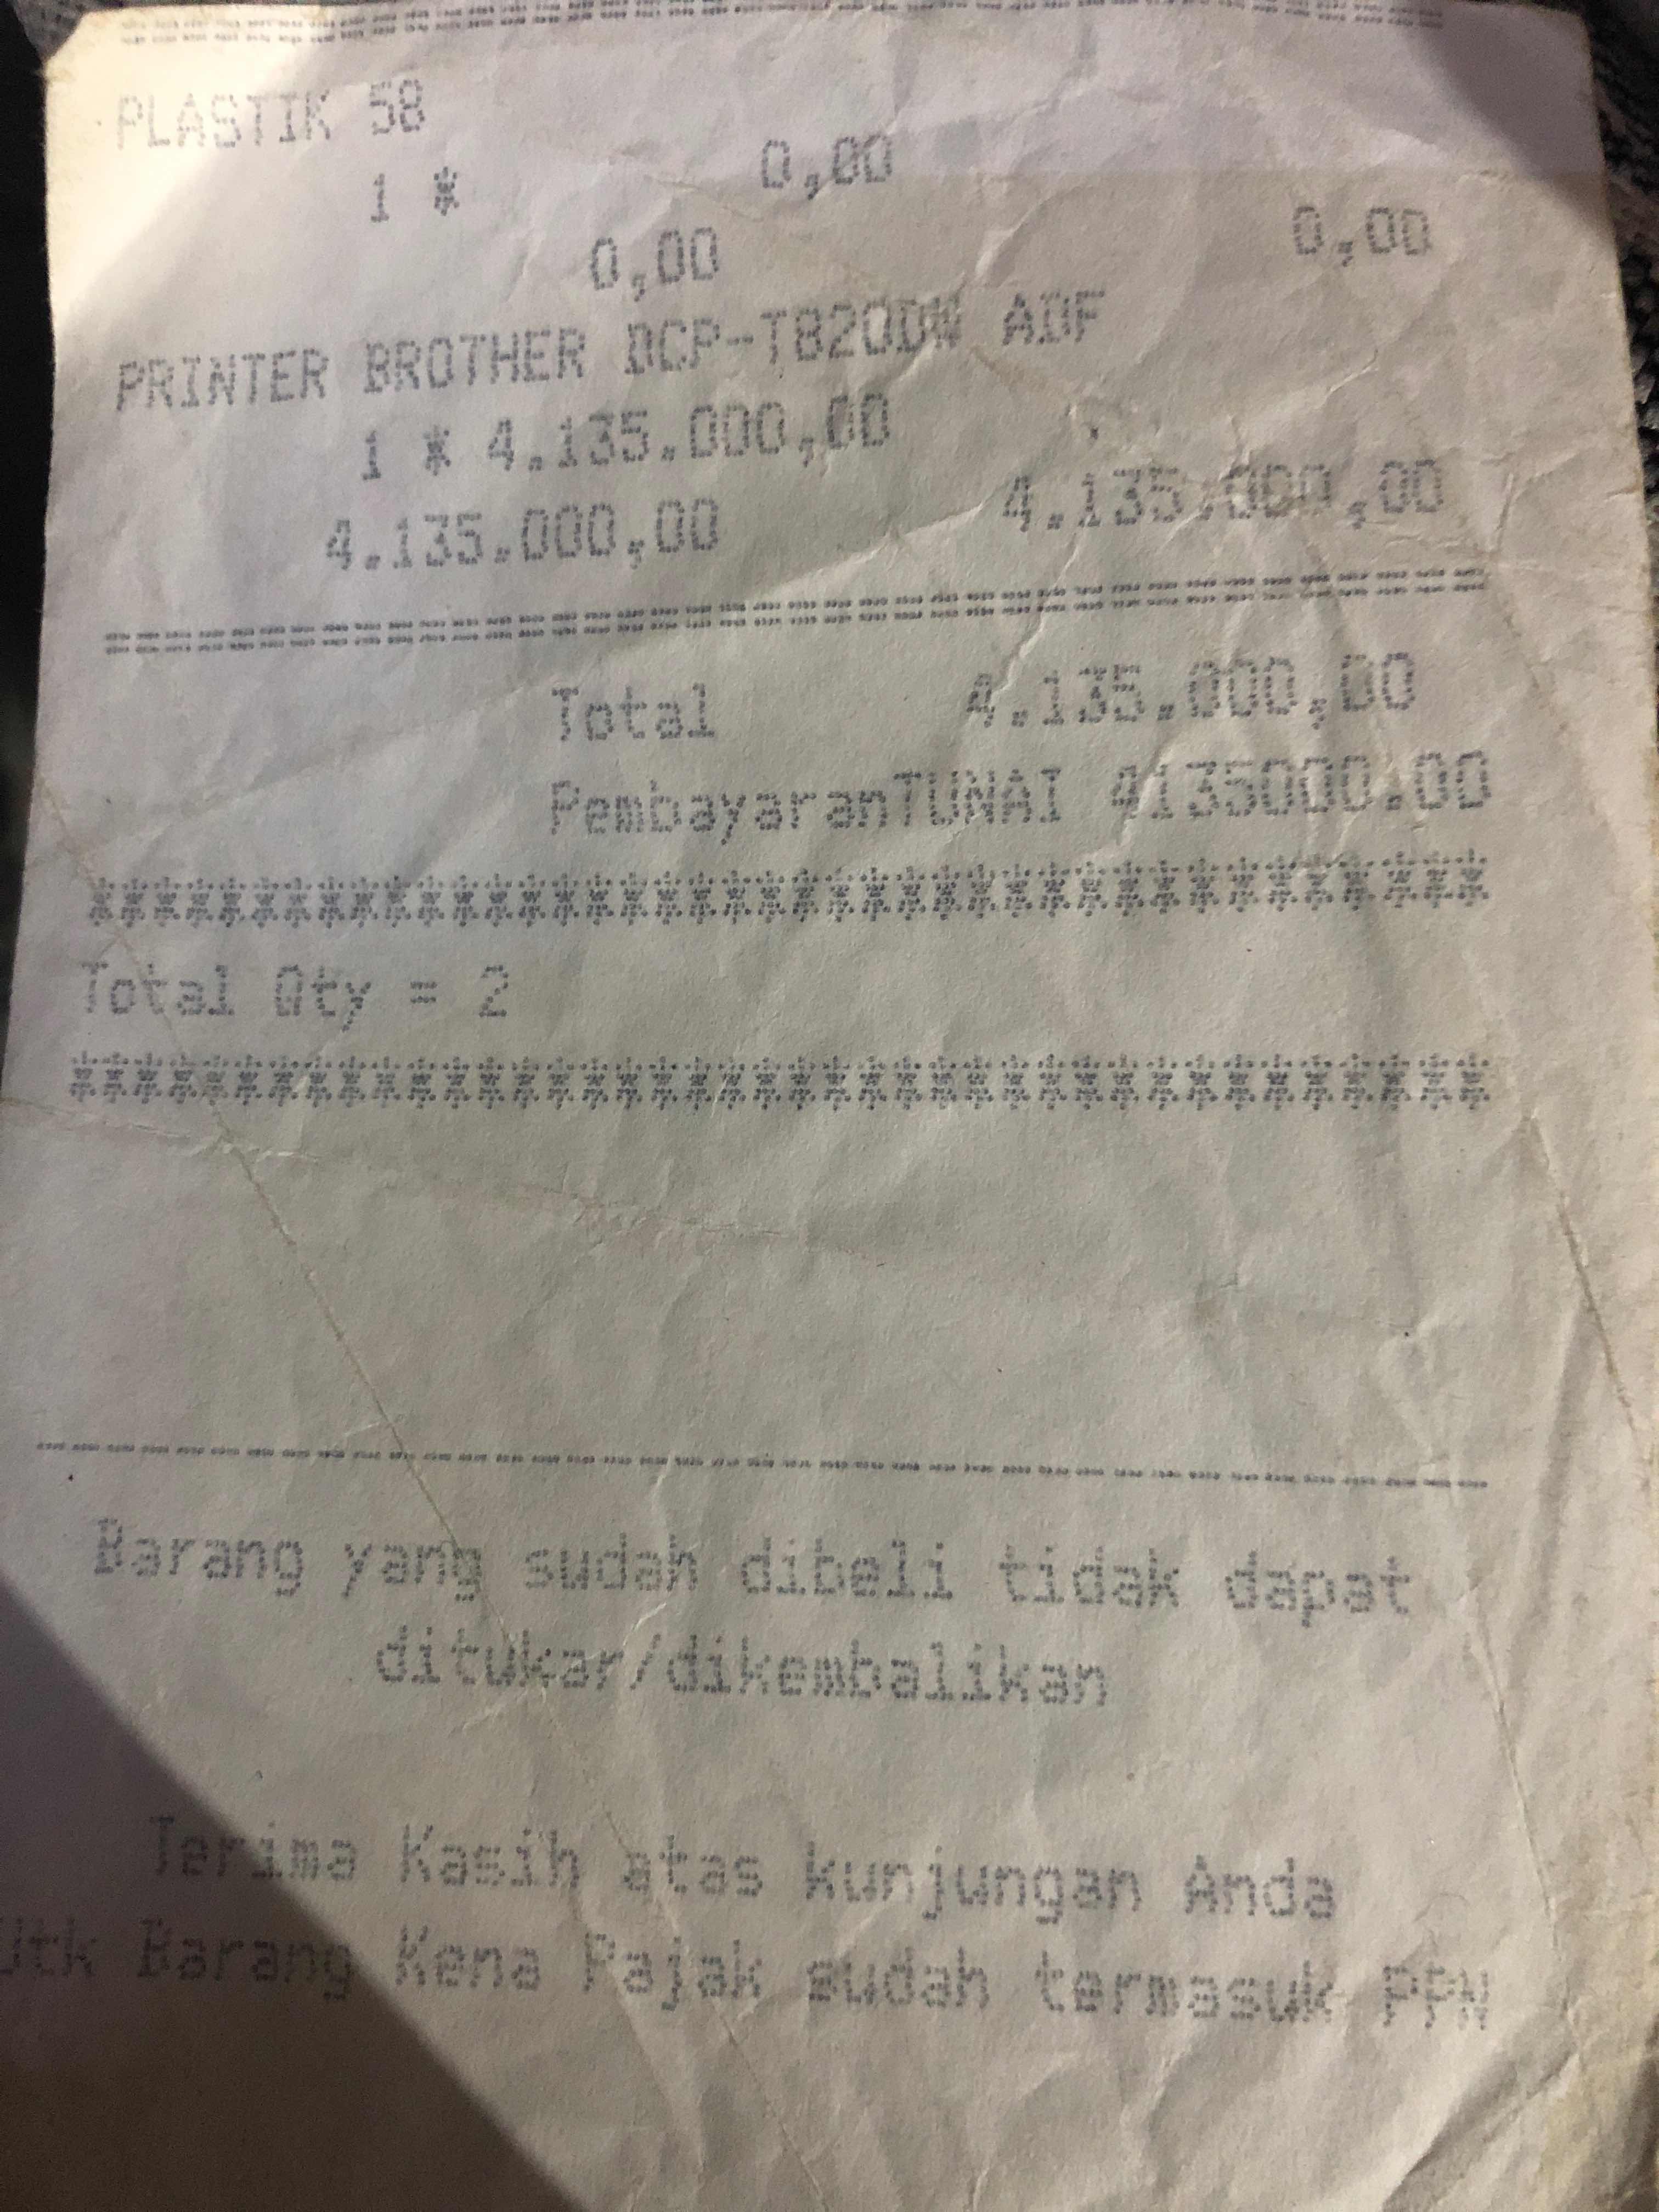 PLASTIK 58
1 * 0,00
0,00 0,00
PRINTER BROTHER DCP-T820DW ADF
1 * 4.135.000,00
4.135.000,00 4.135.000,00
================================
Total 4.135.000,00
PembayaranTUNAI 4135000.00
****************************************
Total Qty = 2
****************************************
----------------------------------------
Barang yang sudah dibeli tidak dapat
ditukar/dikembalikan
Terima Kasih atas kunjungan Anda
Utk Barang Kena Pajak sudah termasuk PPN